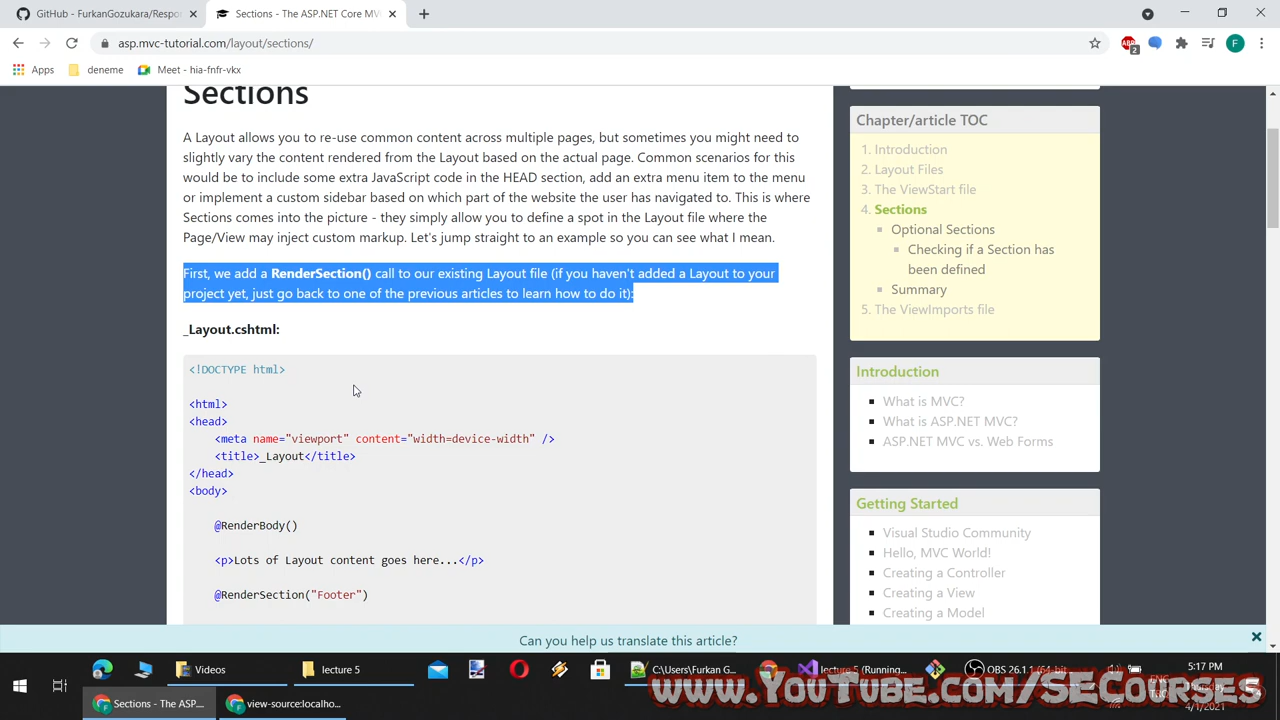 GitHub - FurkanGozukara/Respon
Sections - The ASP.NET Core MV
asp.mvc-tutorial.com/layout/sections/
2
F
Apps
deneme
Meet - hia-fnfr-vkx
Sections
A Layout allows you to re-use common content across multiple pages, but sometimes you might need to
slightly vary the content rendered from the Layout based on the actual page. Common scenarios for this
would be to include some extra JavaScript code in the HEAD section, add an extra menu item to the menu
or implement a custom sidebar based on which part of the website the user has navigated to. This is where
Sections comes into the picture - they simply allow you to define a spot in the Layout file where the
Page/View may inject custom markup. Let's jump straight to an example so you can see what I mean.
First, we add a RenderSection() call to our existing Layout file (if you haven't added a Layout to your
project yet, just go back to one of the previous articles to learn how to do it):
_Layout.cshtml:
<!DOCTYPE html>
<html>
<head>
<meta name="viewport" content="width=device-width" />
<title>_Layout</title>
</head>
<body>
@RenderBody()
<p>Lots of Layout content goes here...</p>
@RenderSection("Footer")
Chapter/article TOC
1. Introduction
2. Layout Files
3. The ViewStart file
4. Sections
Optional Sections
Checking if a Section has
been defined
Summary
5. The ViewImports file
Introduction
What is MVC?
What is ASP.NET MVC?
ASP.NET MVC vs. Web Forms
Getting Started
Visual Studio Community
Hello, MVC World!
Creating a Controller
Creating a View
Creating a Model
Can you help us translate this article?
Videos
lecture 5
C:\Users\Furkan G...
lecture 5 (Running...
OBS 26.1.1 (64-bit...
ENG
5:17 PM
Thursday
4/1/2021
Sections - The ASP....
view-source:localho...
www.YouTube.com/SECourses